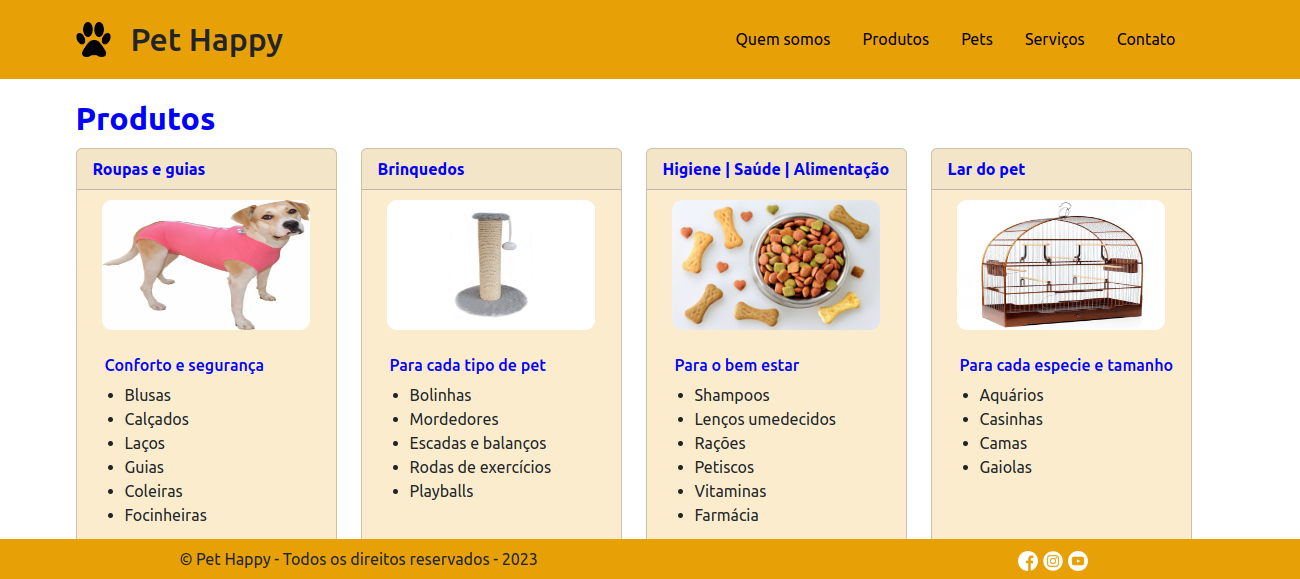 Pet Happy
Quem somos Produtos Pets Serviços Contato
Produtos
Roupas e guias
Conforto e segurança
Blusas
Calçados
Laços
Guias
Coleiras
Focinheiras
Brinquedos
Para cada tipo de pet
Bolinhas
Mordedores
Escadas e balanços
Rodas de exercícios
Playballs
Higiene | Saúde | Alimentação
Para o bem estar
Shampoos
Lenços umedecidos
Rações
Petiscos
Vitaminas
Farmácia
Lar do pet
Para cada especie e tamanho
Aquários
Casinhas
Camas
Gaiolas
© Pet Happy - Todos os direitos reservados - 2023